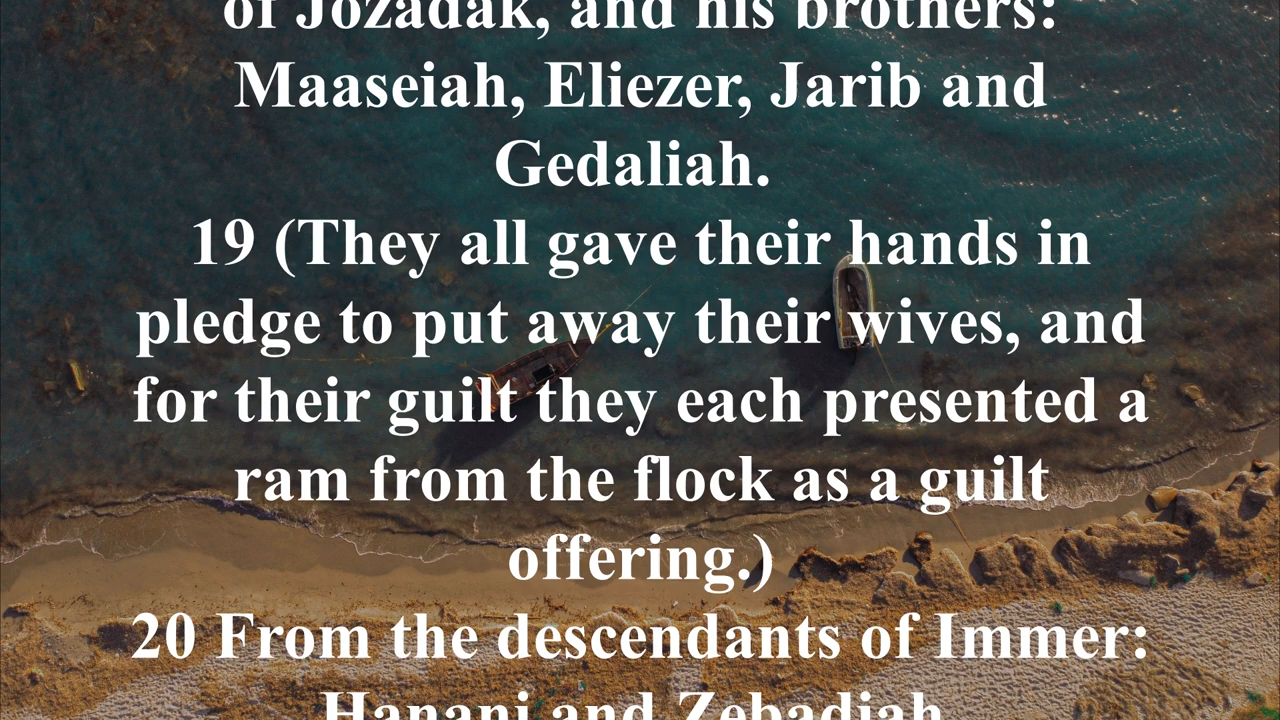 of Jozadak, and his brothers:
Maaseiah, Eliezer, Jarib and
Gedaliah.
19 (They all gave their hands in
pledge to put away their wives, and
for their guilt they each presented a
ram from the flock as a guilt
offering.)
20 From the descendants of Immer:
Hanani and Zebadiah.